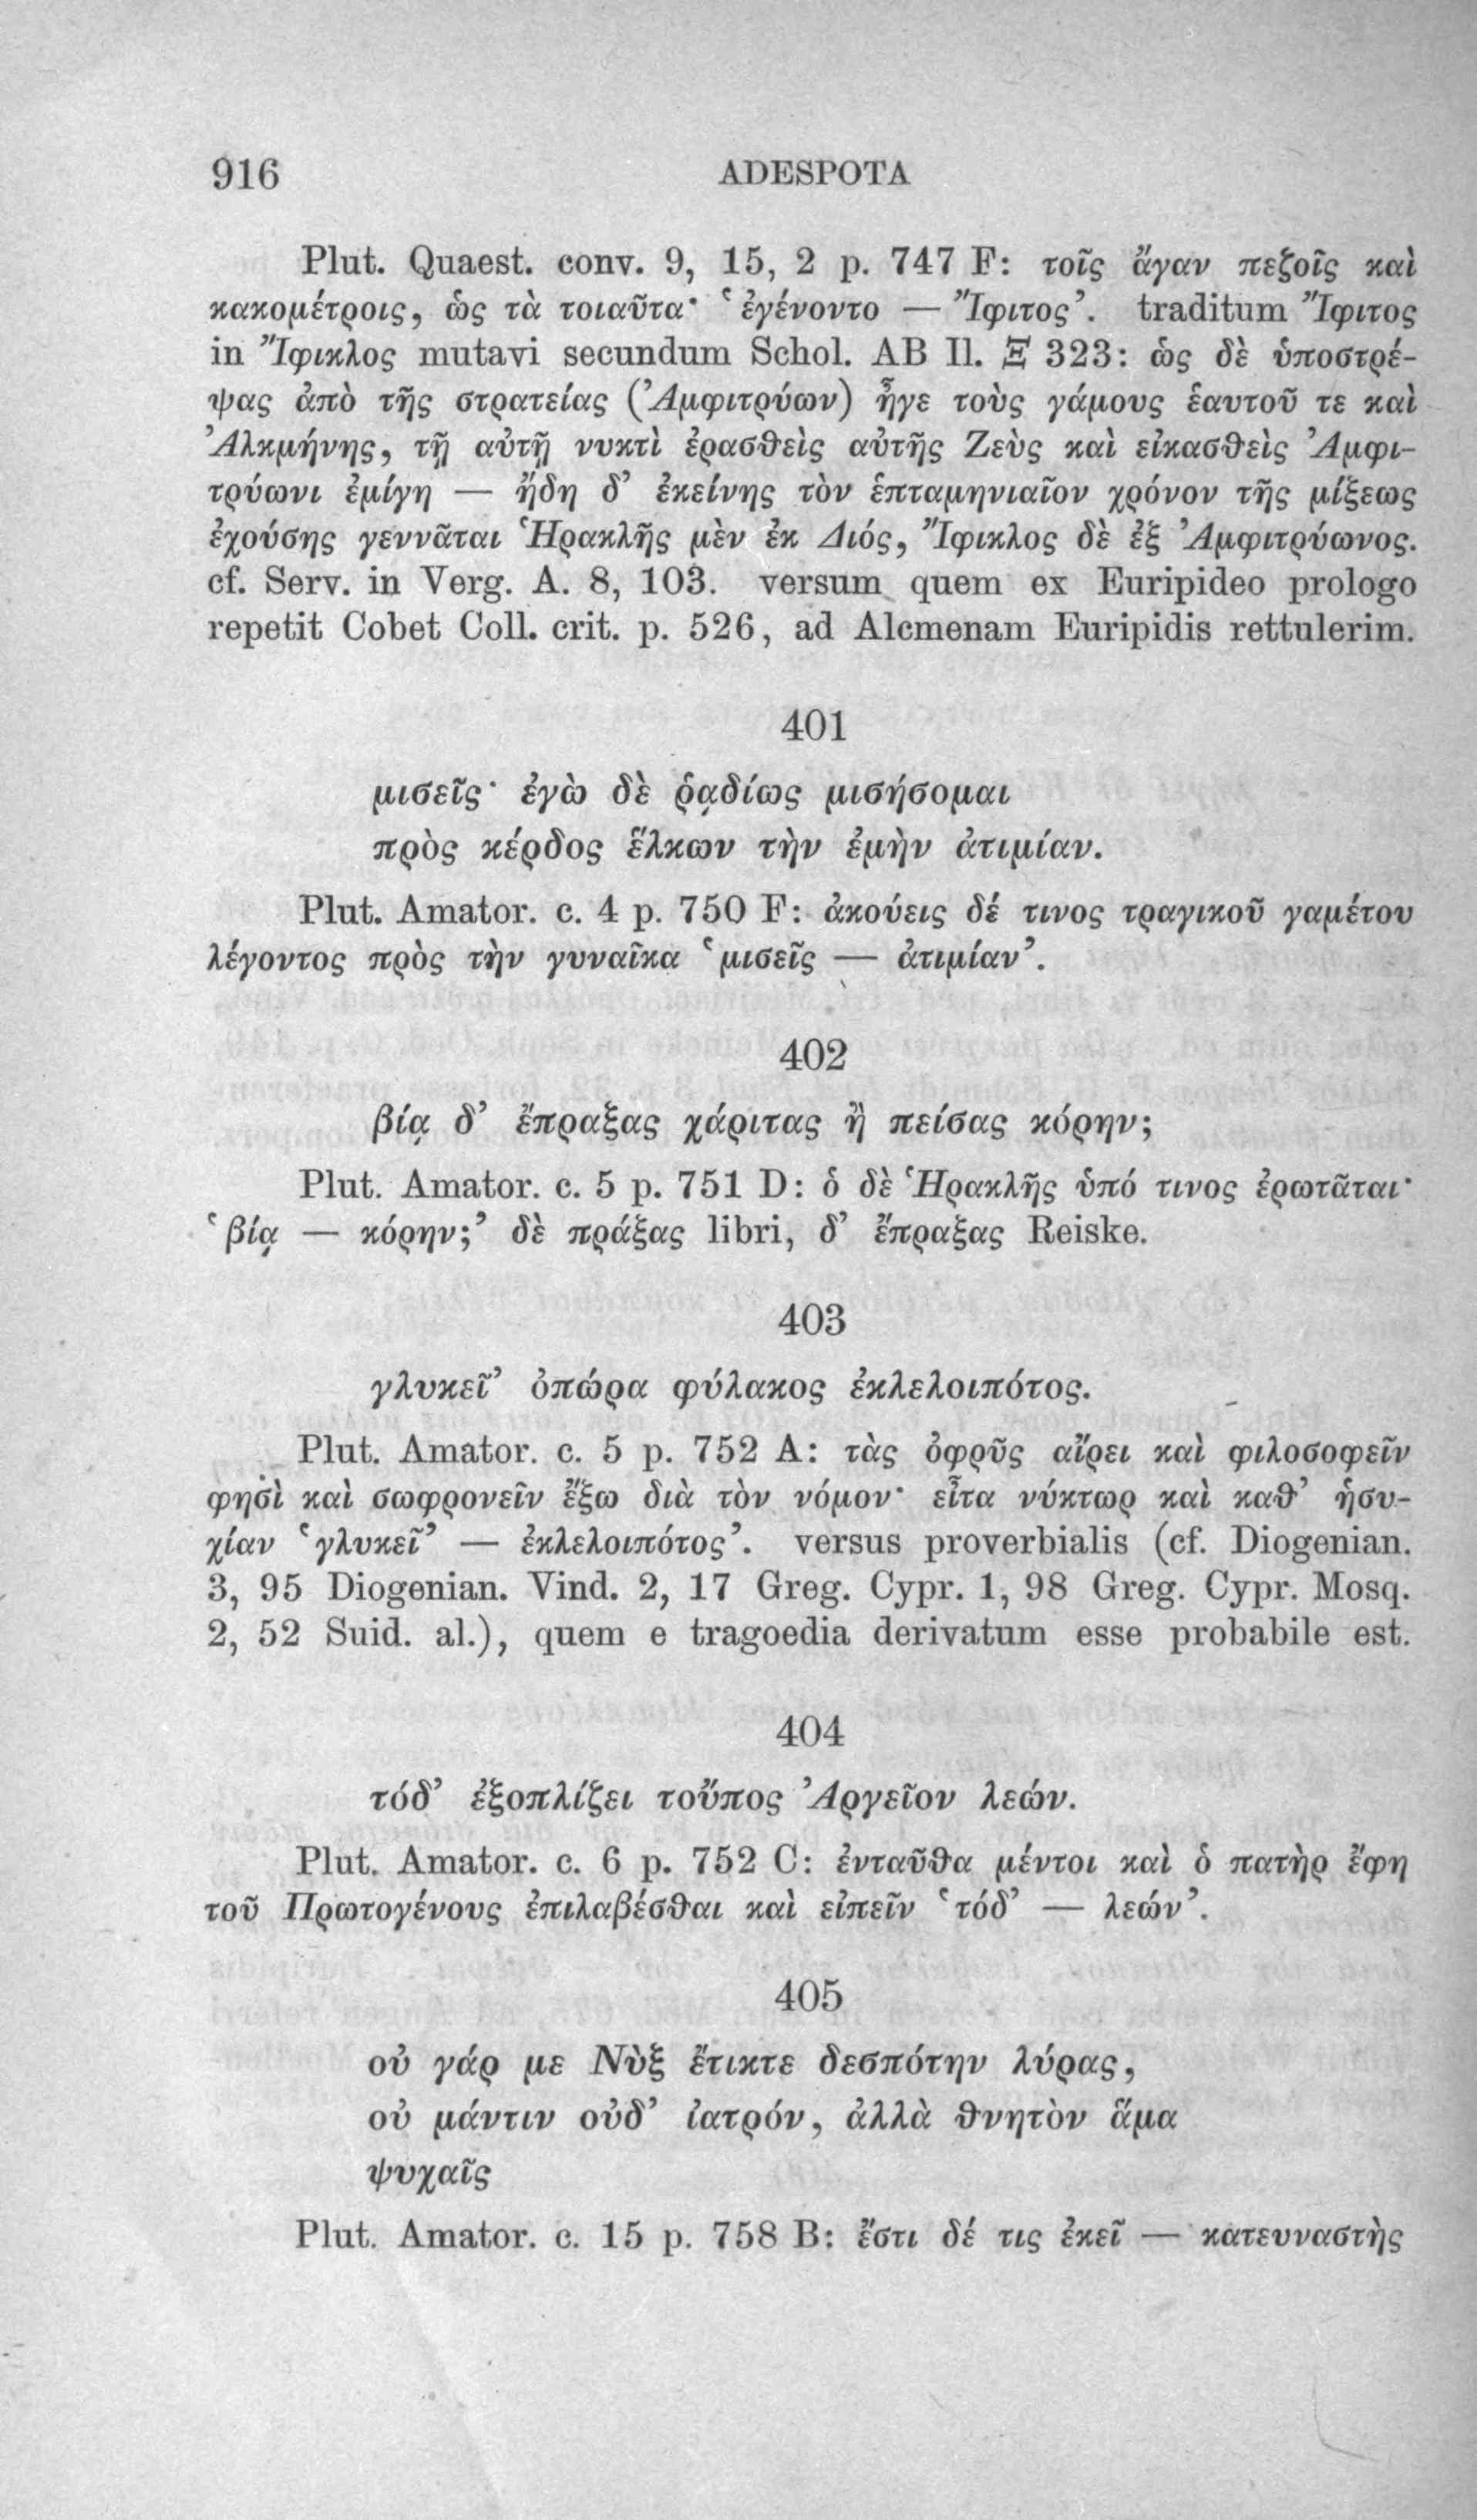 916 ADESPOTA
Plut. Quaest. conv. 9, 15, 2 p. 747 F: τοῖς ἄγαν πεζοῖς καὶ
κακομέτροις, ὡς τὰ τοιαῦτα· ‘ἐγένοντο — Ἴφιτος’. traditum Ἴφιτος
in Ἴφικλος mutavi secundum Schol. AB Il. Ξ 323: ὡς δὲ ὑποστρέ-
ψας ἀπὸ τῆς στρατείας (Ἀμφιτρύων) ἦγε τοὺς γάμους ἑαυτοῦ τε καὶ
Ἀλκμήνης, τῇ αὐτῇ νυκτὶ ἐρασθεὶς αὐτῆς Ζεὺς καὶ εἰκασθεὶς Ἀμφι-
τρύωνι ἐμίγη — ἤδη δ’ ἐκείνης τὸν ἑπταμηνιαῖον χρόνον τῆς μίξεως
ἐχούσης γεννᾶται Ἡρακλῆς μὲν ἐκ Διός, Ἴφικλος δὲ ἐξ Ἀμφιτρύωνος.
cf. Serv. in Verg. A. 8, 103. versum quem ex Euripideo prologo
repetit Cobet Coll. crit. p. 526, ad Alcmenam Euripidis rettulerim.
401
μισεῖς· ἐγὼ δὲ ῥᾳδίως μισήσομαι
πρὸς κέρδος ἕλκων τὴν ἐμὴν ἀτιμίαν.
Plut. Amator. c. 4 p. 750 F: ἀκούεις δέ τινος τραγικοῦ γαμέτου
λέγοντος πρὸς τὴν γυναῖκα ‘μισεῖς — ἀτιμίαν’.
402
βίᾳ δ’ ἔπραξας χάριτας ἢ πείσας κόρην;
Plut. Amator. c. 5 p. 751 D: ὁ δὲ Ἡρακλῆς ὑπό τινος ἐρωτᾶται·
‘βίᾳ — κόρην;’ δὲ πράξας libri, δ’ ἔπραξας Reiske.
403
γλυκεῖ’ ὀπώρα φύλακος ἐκλελοιπότος.
Plut. Amator. c. 5 p. 752 A: τὰς ὀφρῦς αἴρει καὶ φιλοσοφεῖν
φησὶ καὶ σωφρονεῖν ἔξω διὰ τὸν νόμον· εἶτα νύκτωρ καὶ καθ’ ἡσυ-
χίαν ‘γλυκεῖ’ — ἐκλελοιπότος’. versus proverbialis (cf. Diogenian.
3, 95 Diogenian. Vind. 2, 17 Greg. Cypr. 1, 98 Greg. Cypr. Mosq.
2, 52 Suid. al.), quem e tragoedia derivatum esse probabile est.
404
τόδ’ ἐξοπλίζει τοὔπος Ἀργεῖον λεών.
Plut. Amator. c. 6 p. 752 C: ἐνταῦθα μέντοι καὶ ὁ πατὴρ ἔφη
τοῦ Πρωτογένους ἐπιλαβέσθαι καὶ εἰπεῖν ‘τόδ’ — λεών’.
405
οὐ γάρ με Νὺξ ἔτικτε δεσπότην λύρας,
οὐ μάντιν οὐδ’ ἰατρόν, ἀλλὰ θνητὸν ἅμα
ψυχαῖς
Plut. Amator. c. 15 p. 758 B: ἔστι δέ τις ἐκεῖ — κατευναστὴς